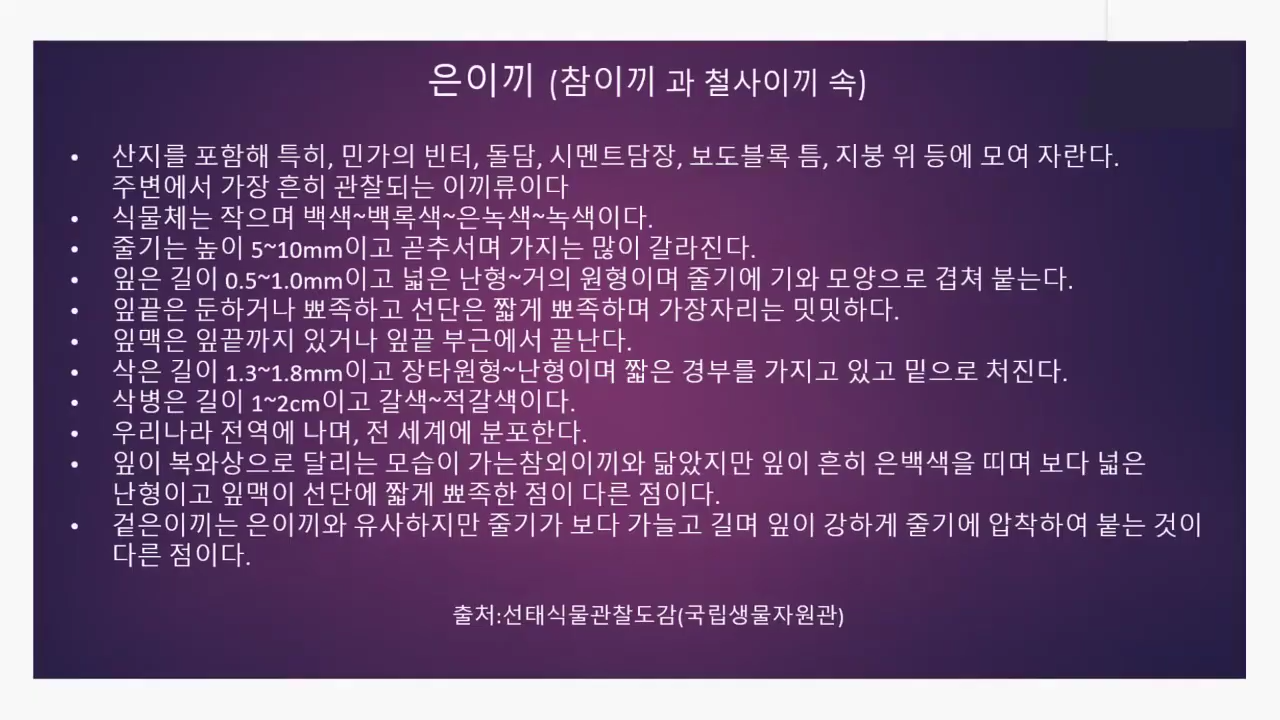 은이끼 (참이끼 과 철사이끼 속)
• 산지를 포함해 특히, 민가의 빈터, 돌담, 시멘트담장, 보도블록 틈, 지붕 위 등에 모여 자란다.
주변에서 가장 흔히 관찰되는 이끼류이다
• 식물체는 작으며 백색~백록색~은녹색~녹색이다.
• 줄기는 높이 5~10mm이고 곧추서며 가지는 많이 갈라진다.
• 잎은 길이 0.5~1.0mm이고 넓은 난형~거의 원형이며 줄기에 기와 모양으로 겹쳐 붙는다.
• 잎끝은 둔하거나 뾰족하고 선단은 짧게 뾰족하며 가장자리는 밋밋하다.
• 잎맥은 잎끝까지 있거나 잎끝 부근에서 끝난다.
• 삭은 길이 1.3~1.8mm이고 장타원형~난형이며 짧은 경부를 가지고 있고 밑으로 처진다.
• 삭병은 길이 1~2cm이고 갈색~적갈색이다.
• 우리나라 전역에 나며, 전 세계에 분포한다.
• 잎이 복와상으로 달리는 모습이 가는참외이끼와 닮았지만 잎이 흔히 은백색을 띠며 보다 넓은
난형이고 잎맥이 선단에 짧게 뾰족한 점이 다른 점이다.
• 겉은이끼는 은이끼와 유사하지만 줄기가 보다 가늘고 길며 잎이 강하게 줄기에 압착하여 붙는 것이
다른 점이다.
출처:선태식물관찰도감(국립생물자원관)